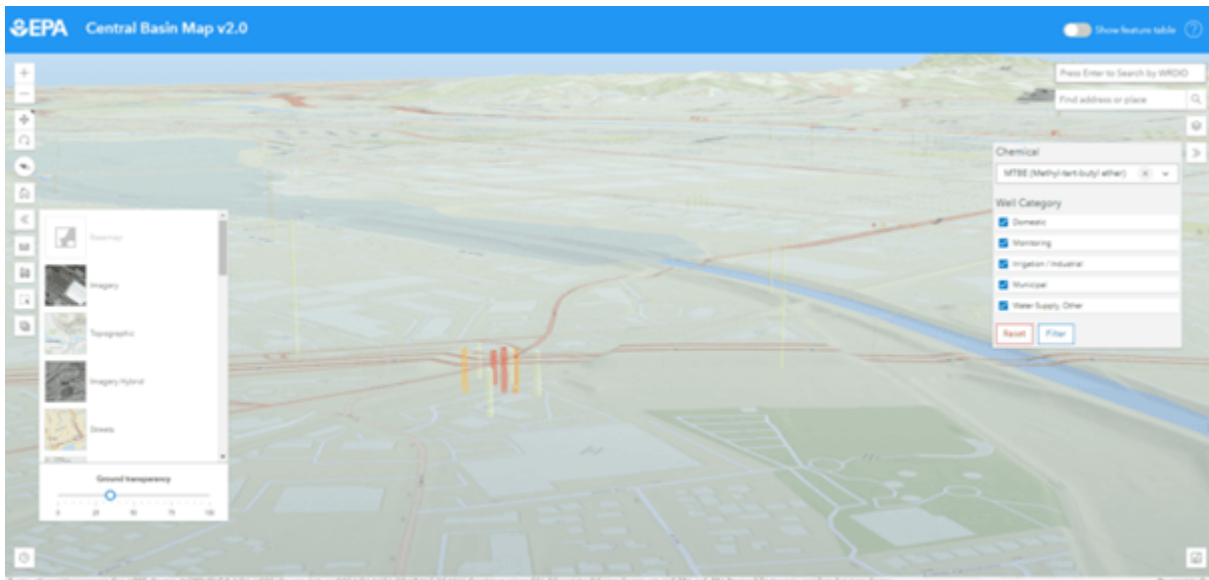 EPA Central Basin Map v2.0
Show feature table ?
Press Enter to Search by WRDID
Find address or place
Chemical
MTBE (Methyl-tert-butyl ether)
Well Category
Domestic
Monitoring
Irrigation / Industrial
Municipal
Water Supply, Other
Reset Filter
Basemap
Imagery
Topographic
Imagery Hybrid
Streets
Ground transparency
0 25 50 75 100